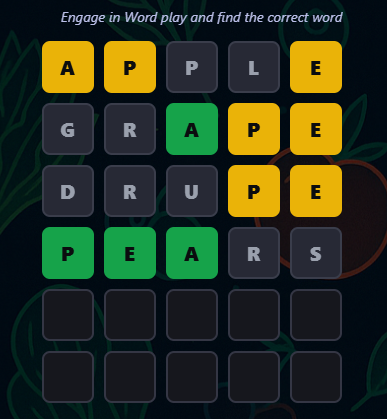 Engage in Word play and find the correct word
A P P L E
G R A P E
D R U P E
P E A R S